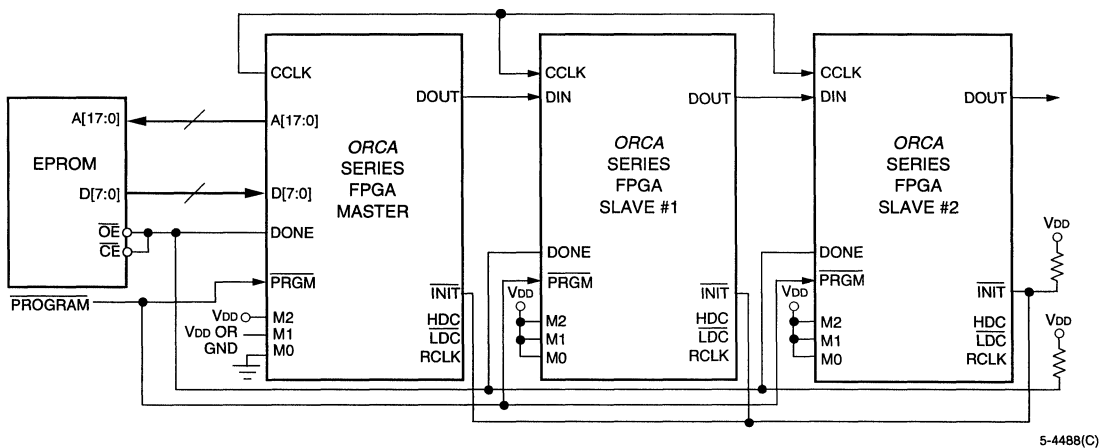 EPROM
A[17:0]
D[7:0]
OE
CE
PROGRAM
CCLK
A[17:0]
D[7:0]
DONE
PRGM
VDD
M2
VDD OR
M1
GND
M0
DOUT
ORCA
SERIES
FPGA
MASTER
INIT
HDC
LDC
RCLK
CCLK
DIN
DOUT
ORCA
SERIES
FPGA
SLAVE #1
DONE
PRGM
VDD
M2
M1
M0
INIT
HDC
LDC
RCLK
CCLK
DIN
DOUT
ORCA
SERIES
FPGA
SLAVE #2
DONE
PRGM
VDD
M2
M1
M0
INIT
HDC
LDC
RCLK
VDD
VDD
5-4488(C)